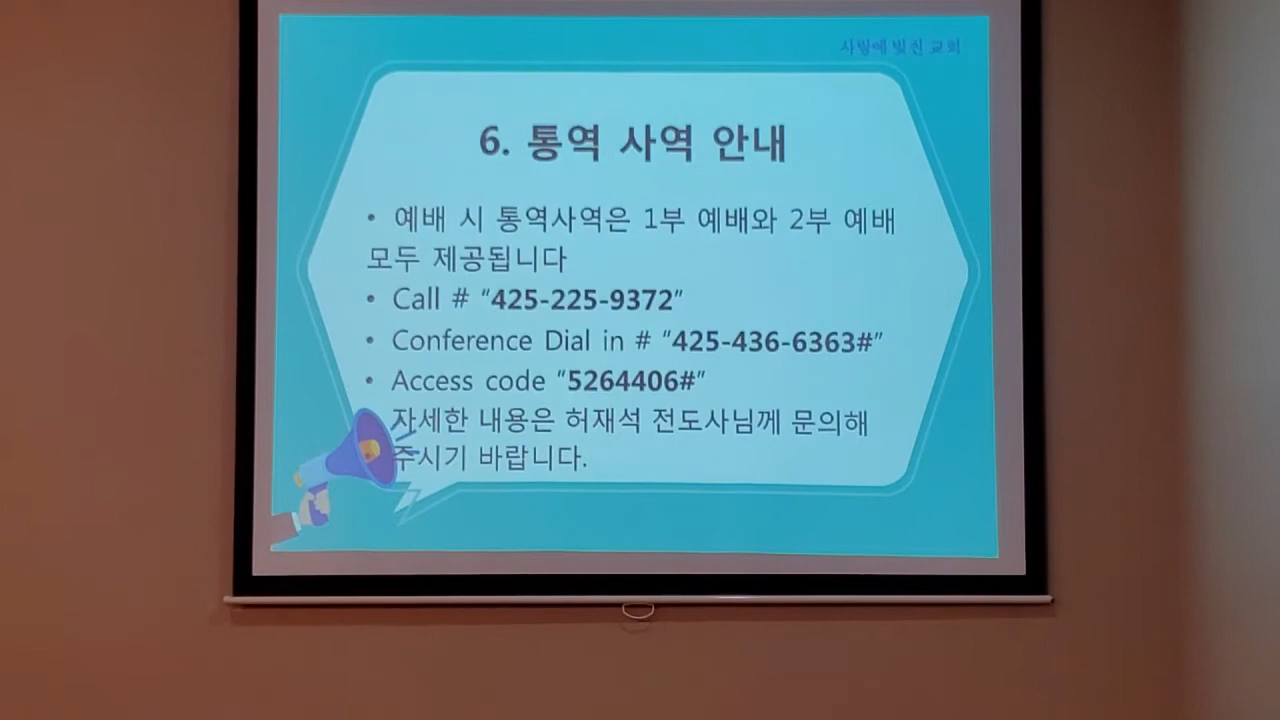 사랑에 빚진 교회
6. 통역 사역 안내
• 예배 시 통역사역은 1부 예배와 2부 예배
모두 제공됩니다
• Call # “425-225-9372”
• Conference Dial in # “425-436-6363#”
• Access code “5264406#”
자세한 내용은 허재석 전도사님께 문의해
주시기 바랍니다.